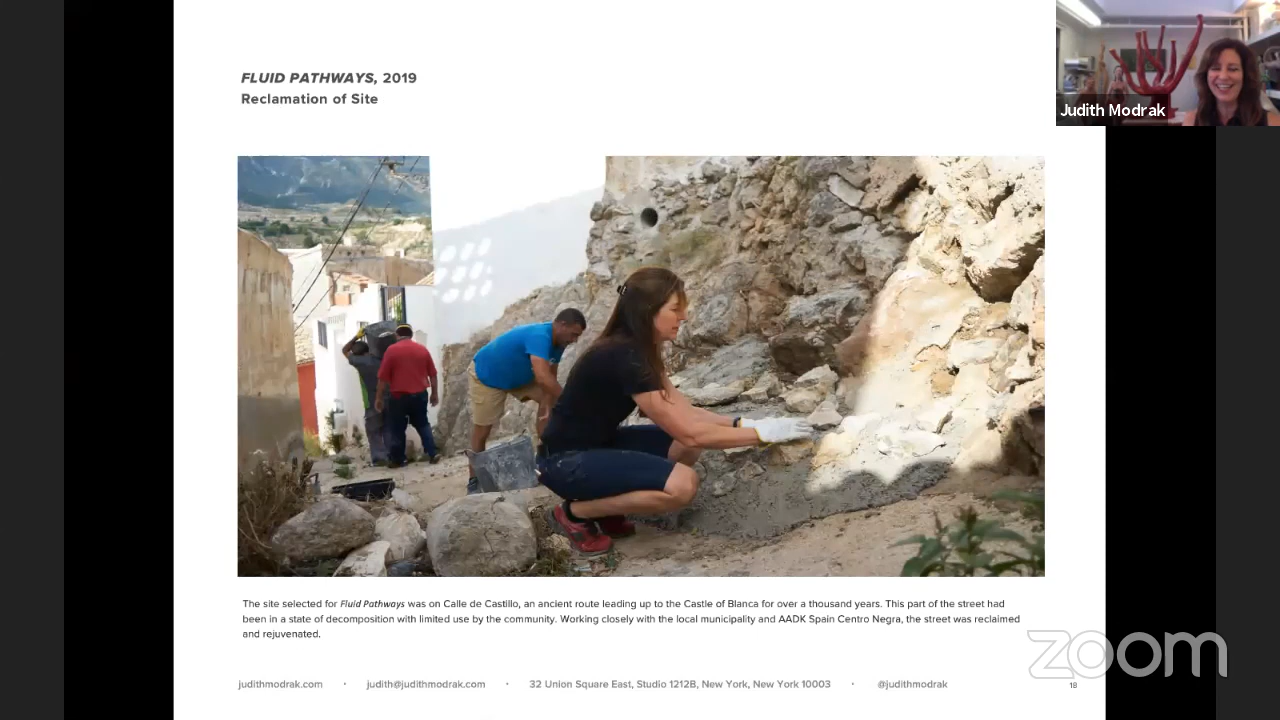 FLUID PATHWAYS, 2019
Reclamation of Site
Judith Modrak
The site selected for Fluid Pathways was on Calle de Castillo, an ancient route leading up to the Castle of Blanca for over a thousand years. This part of the street had
been in a state of decomposition with limited use by the community. Working closely with the local municipality and AADK Spain Centro Negra, the street was reclaimed
and rejuvenated.
zoom
judithmodrak.com • judith@judithmodrak.com • 32 Union Square East, Studio 1212B, New York, New York 10003 • @judithmodrak 18